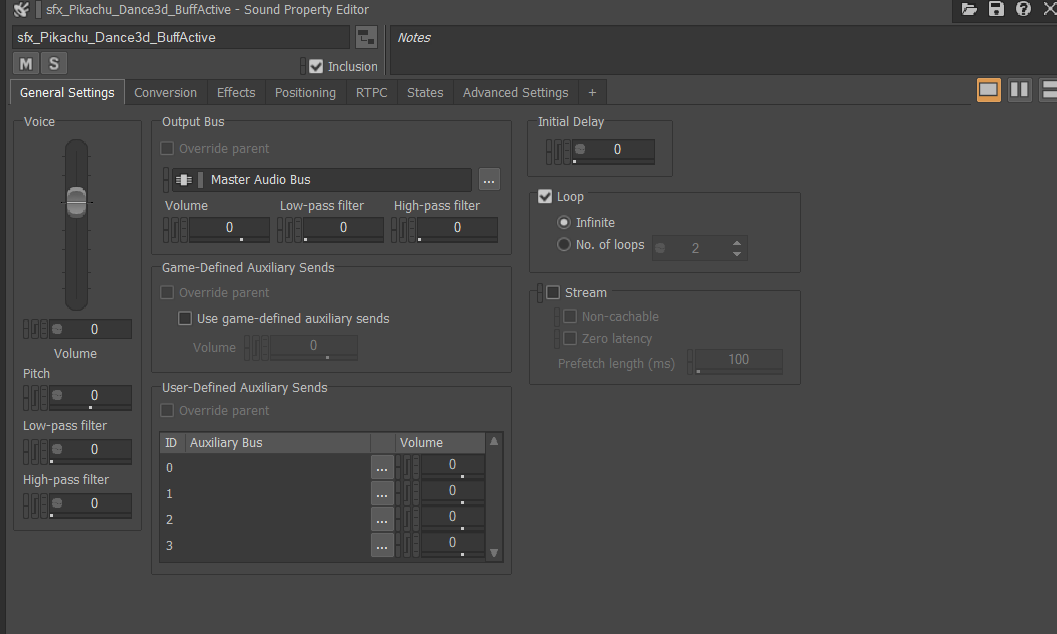 sfx_Pikachu_Dance3d_BuffActive - Sound Property Editor
sfx_Pikachu_Dance3d_BuffActive
Notes
M S
Inclusion
General Settings Conversion Effects Positioning RTPC States Advanced Settings +
Voice
0
Volume
Pitch
0
Low-pass filter
0
High-pass filter
0
Output Bus
Override parent
Master Audio Bus ...
Volume Low-pass filter High-pass filter
0 0 0
Game-Defined Auxiliary Sends
Override parent
Use game-defined auxiliary sends
Volume 0
User-Defined Auxiliary Sends
Override parent
ID Auxiliary Bus Volume
0 ... 0
1 ... 0
2 ... 0
3 ... 0
Initial Delay
0
Loop
Infinite
No. of loops 2
Stream
Non-cachable
Zero latency
Prefetch length (ms) 100